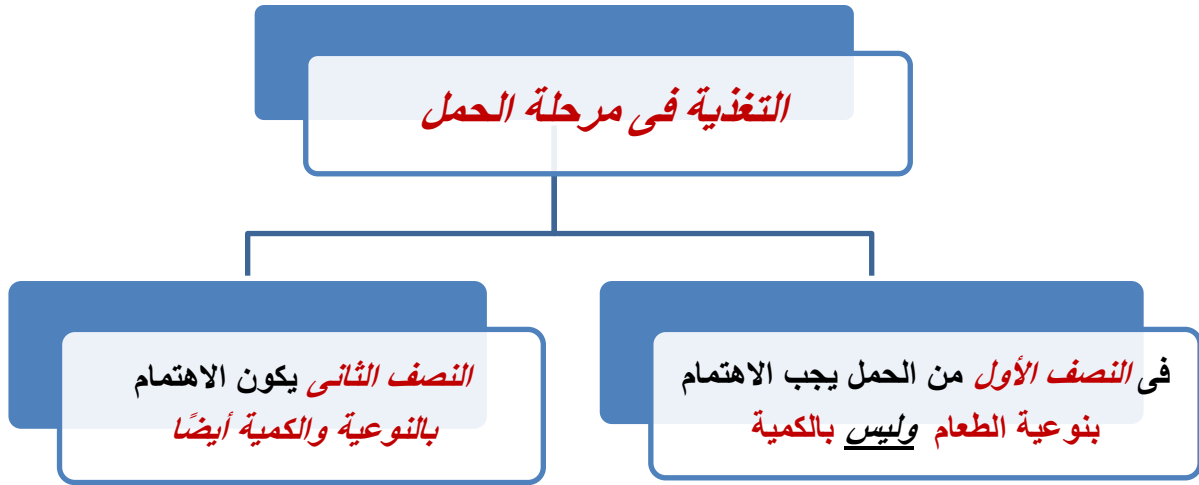 التغذية فى مرحلة الحمل
فى النصف الأول من الحمل يجب الاهتمام
بنوعية الطعام وليس بالكمية
النصف الثانى يكون الاهتمام
بالنوعية والكمية أيضًا